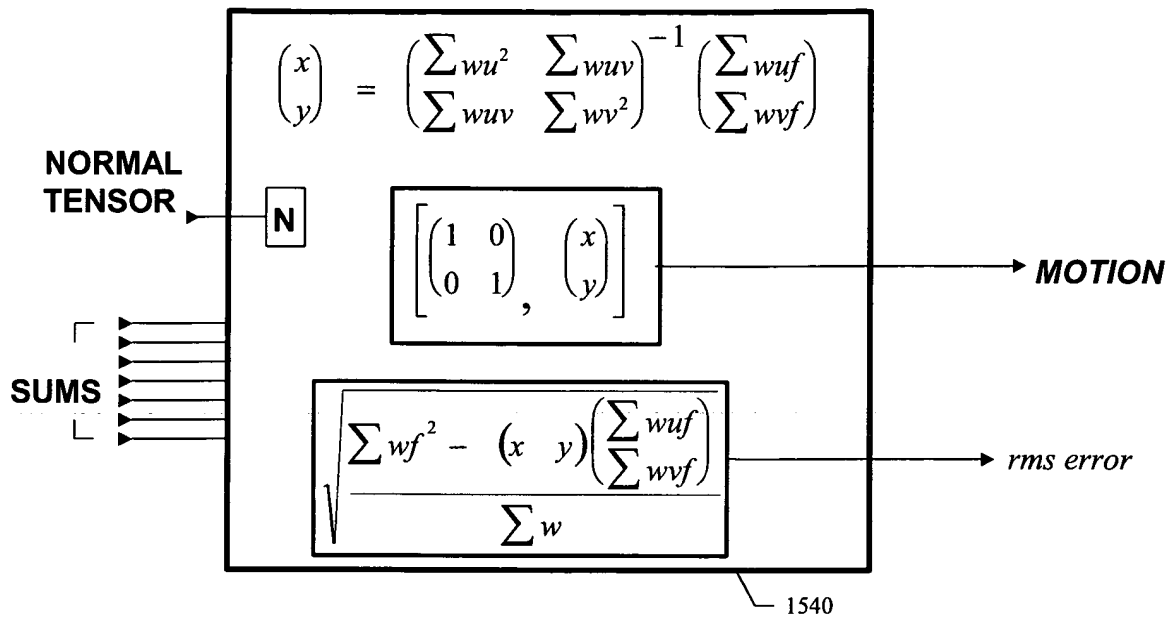 (x y) = (∑wu² ∑wuv ∑wuv ∑wv²)⁻¹ (∑wuf ∑wvf)
NORMAL
TENSOR
N
[(1 0 0 1), (x y)]
MOTION
SUMS
√((∑wf² − (x y)(∑wuf ∑wvf)) / ∑w)
rms error
1540